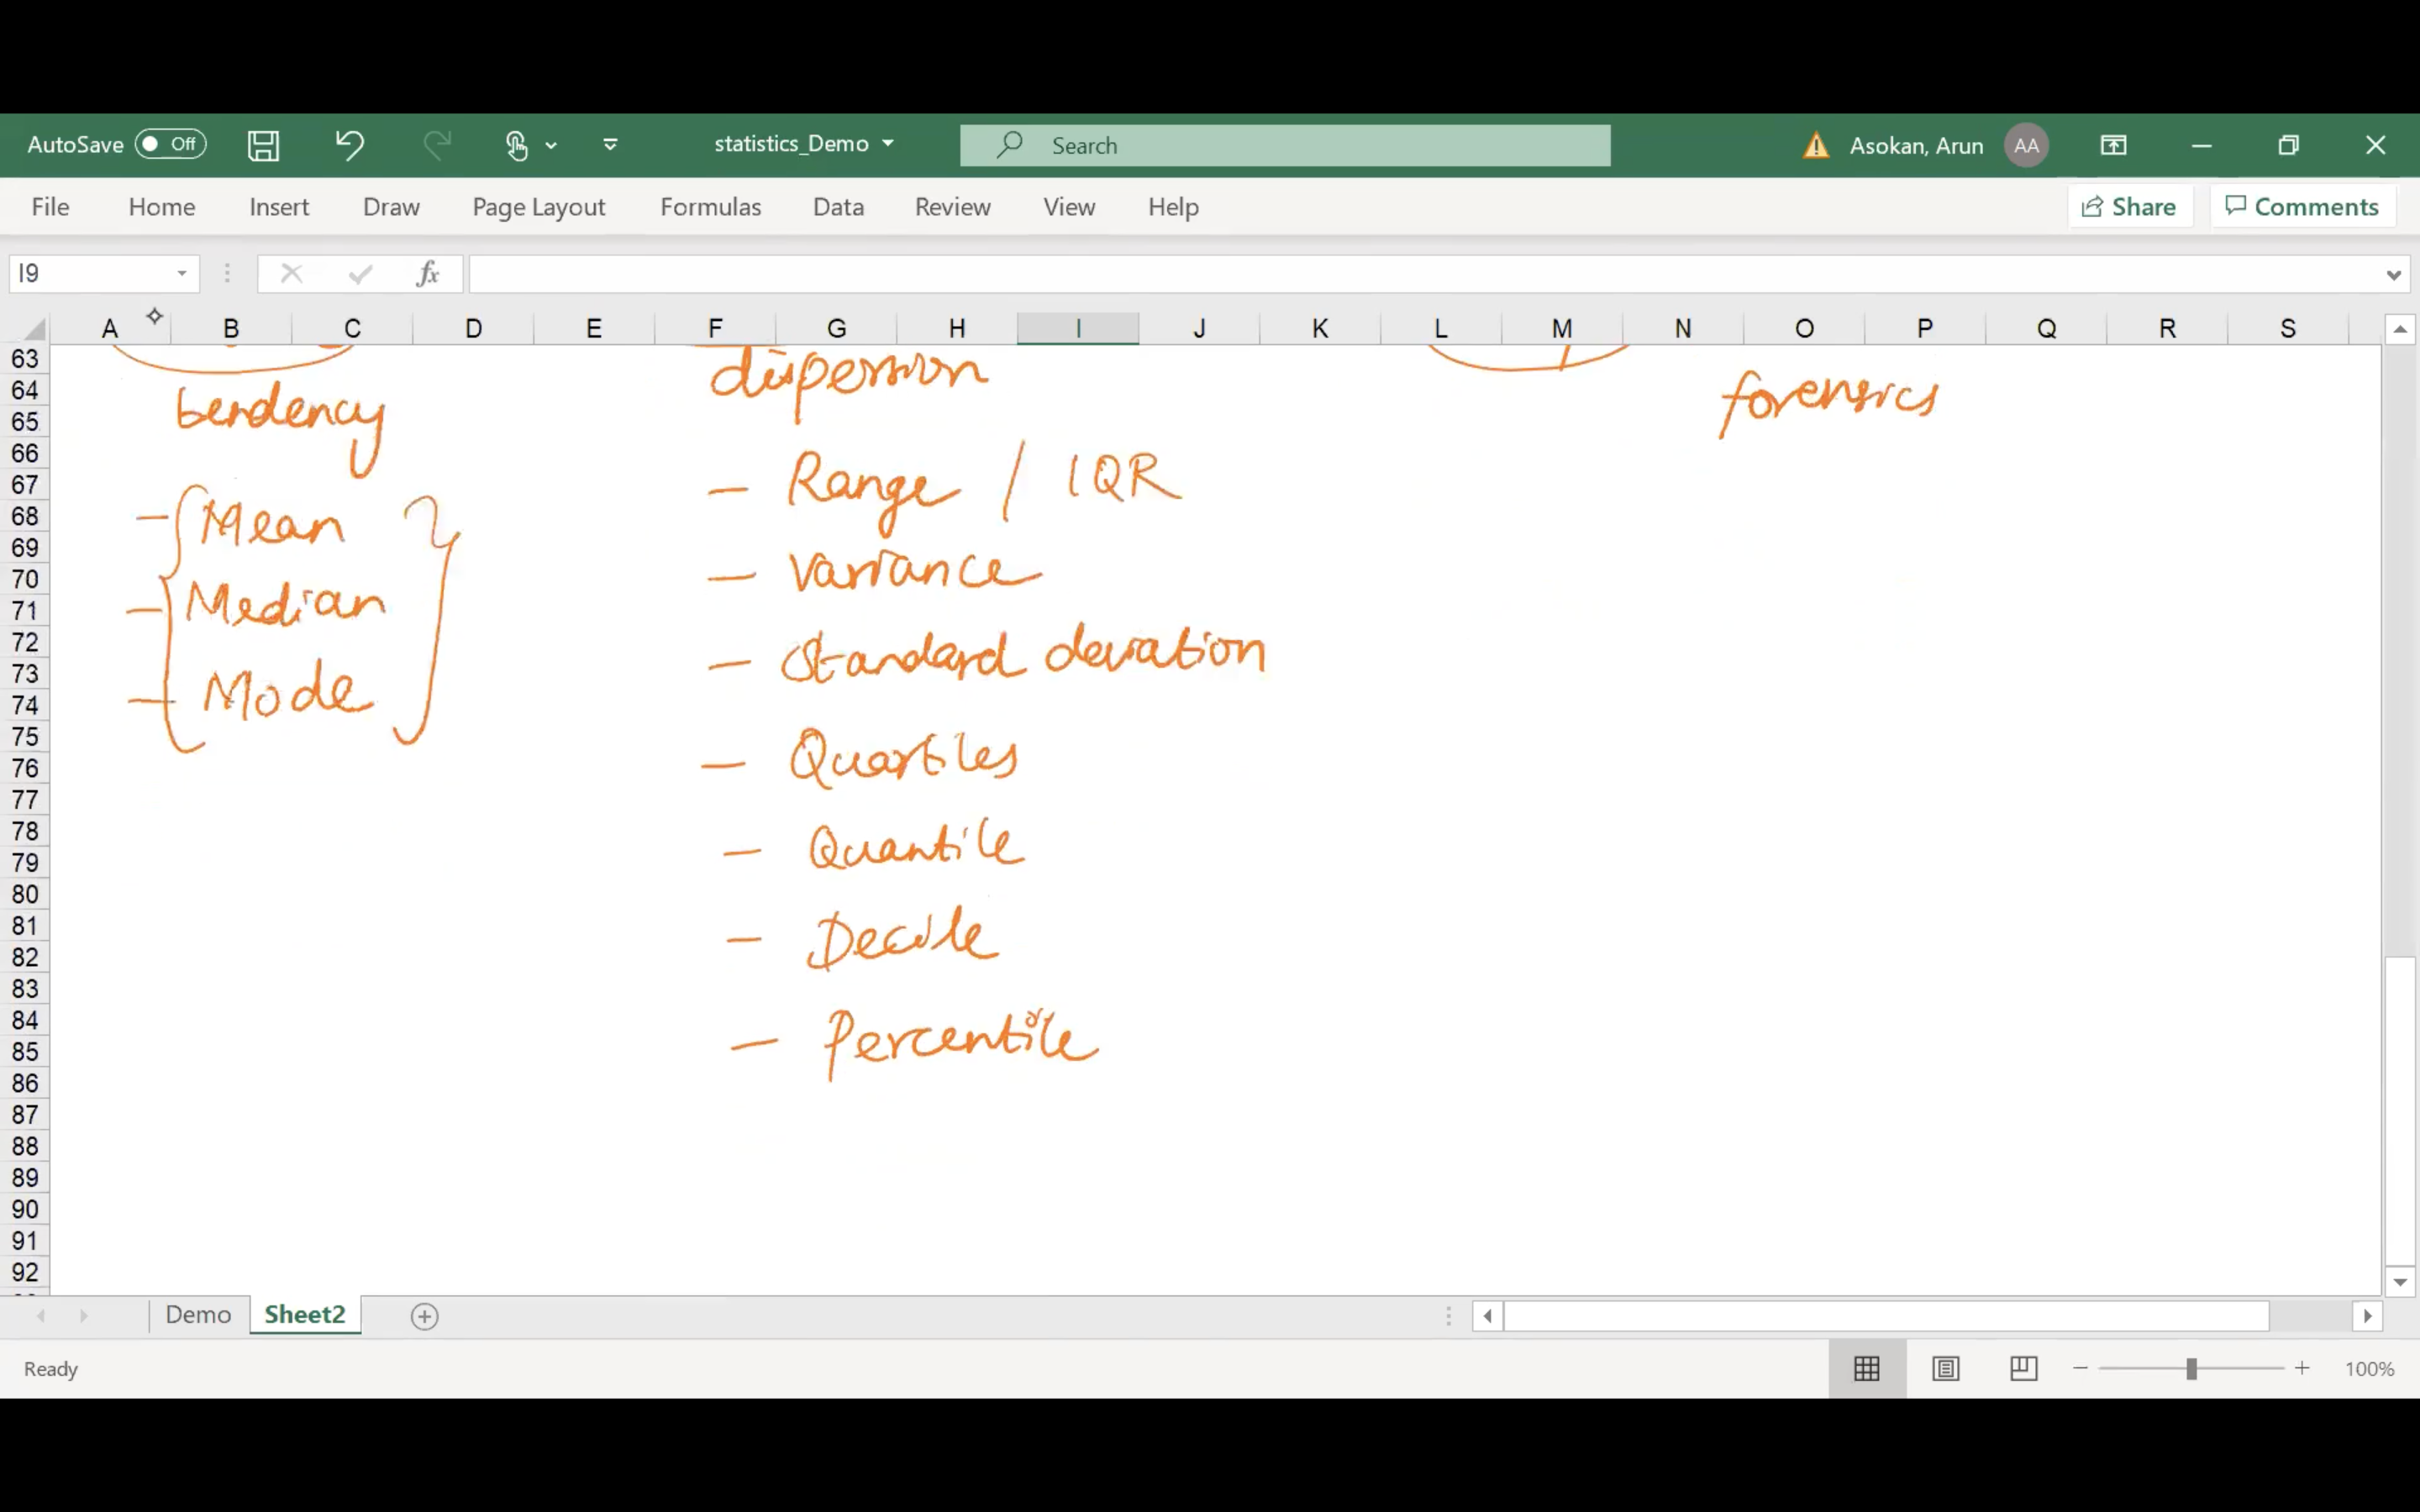 AutoSave Off statistics_Demo Search Asokan, Arun AA
File Home Insert Draw Page Layout Formulas Data Review View Help Share Comments
I9 fx
A B C D E F G H I J K L M N O P Q R S
63
64
65
66
67
68
69
70
71
72
73
74
75
76
77
78
79
80
81
82
83
84
85
86
87
88
89
90
91
92
tendency
- Mean
- Median
- Mode
dispersion
- Range / IQR
- Variance
- Standard deviation
- Quartiles
- Quantile
- Decile
- Percentile
forensics
Demo Sheet2
Ready 100%